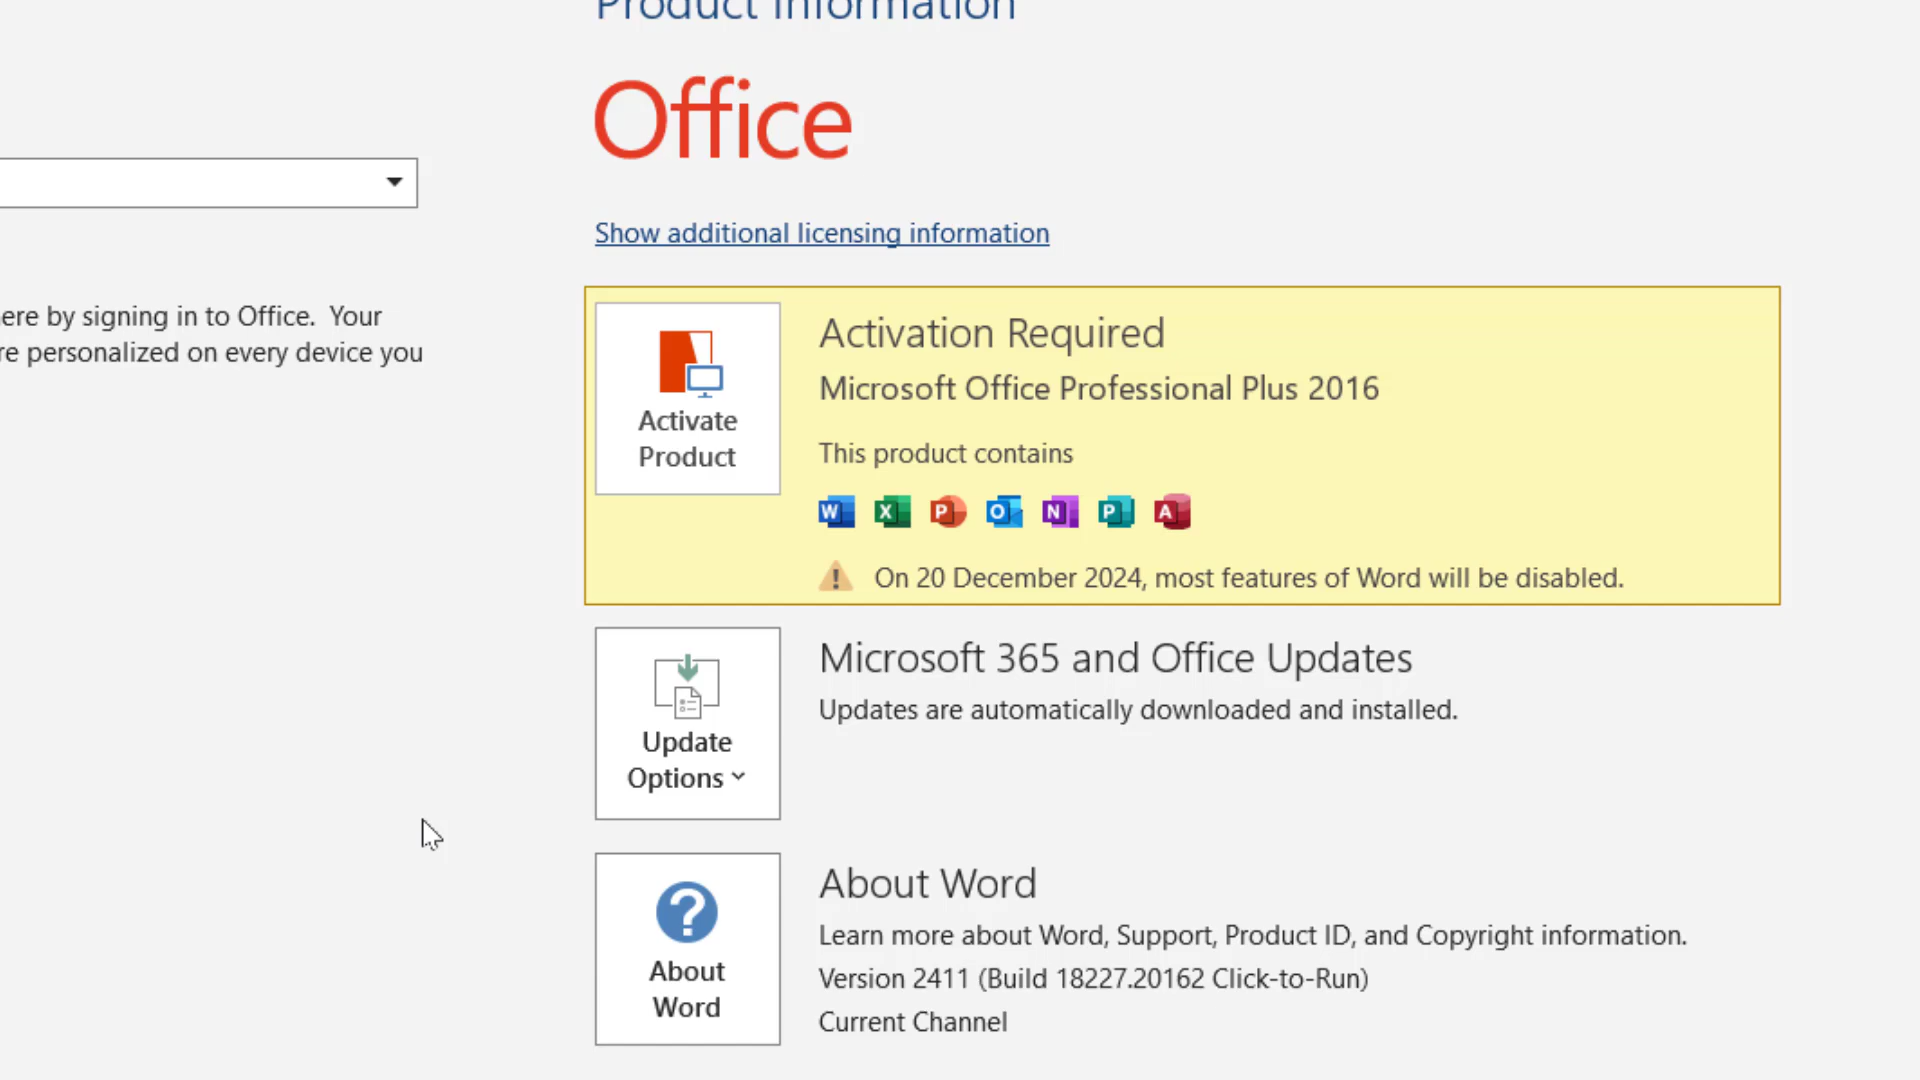 Product Information
Office
Show additional licensing information
ere by signing in to Office. Your
re personalized on every device you
Activate
Product
Activation Required
Microsoft Office Professional Plus 2016
This product contains
W X P O N P A
On 20 December 2024, most features of Word will be disabled.
Update
Options
Microsoft 365 and Office Updates
Updates are automatically downloaded and installed.
About
Word
About Word
Learn more about Word, Support, Product ID, and Copyright information.
Version 2411 (Build 18227.20162 Click-to-Run)
Current Channel